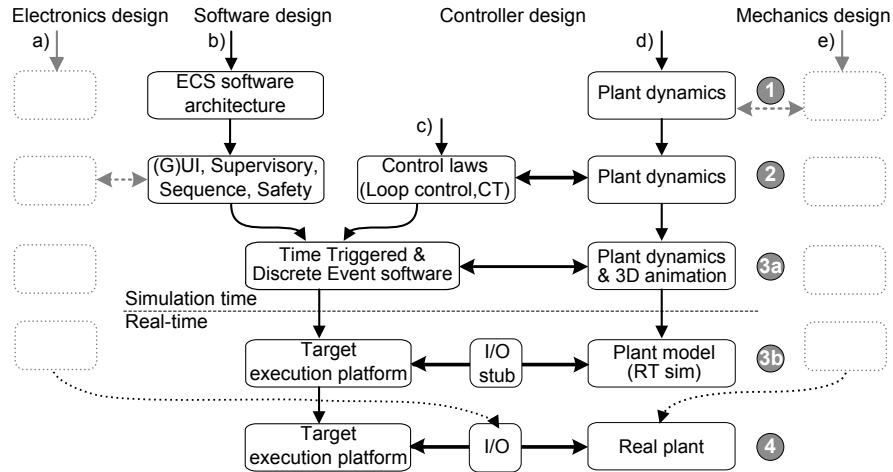 Electronics design
Software design
Controller design
Mechanics design
a)
b)
d)
e)
ECS software
architecture
Plant dynamics
1
c)
(G)UI, Supervisory,
Sequence, Safety
Control laws
(Loop control,CT)
Plant dynamics
2
Time Triggered &
Discrete Event software
Plant dynamics
& 3D animation
3a
Simulation time
Real-time
Target
execution platform
I/O
stub
Plant model
(RT sim)
3b
Target
execution platform
I/O
Real plant
4